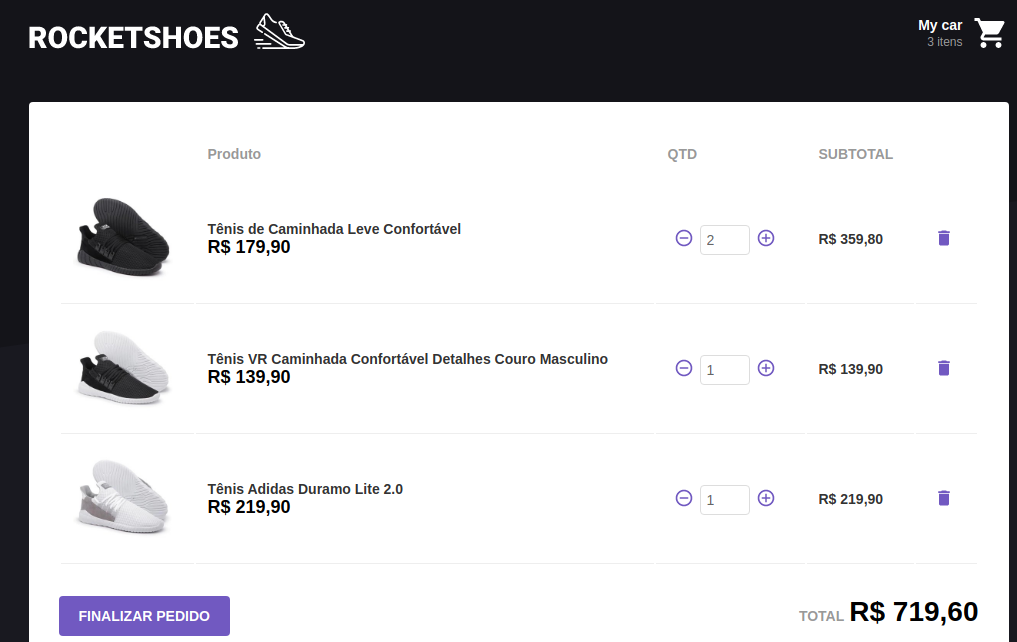 ROCKETSHOES
My car
3 itens
Produto QTD SUBTOTAL
Tênis de Caminhada Leve Confortável
R$ 179,90
2
R$ 359,80
Tênis VR Caminhada Confortável Detalhes Couro Masculino
R$ 139,90
1
R$ 139,90
Tênis Adidas Duramo Lite 2.0
R$ 219,90
1
R$ 219,90
FINALIZAR PEDIDO
TOTAL R$ 719,60